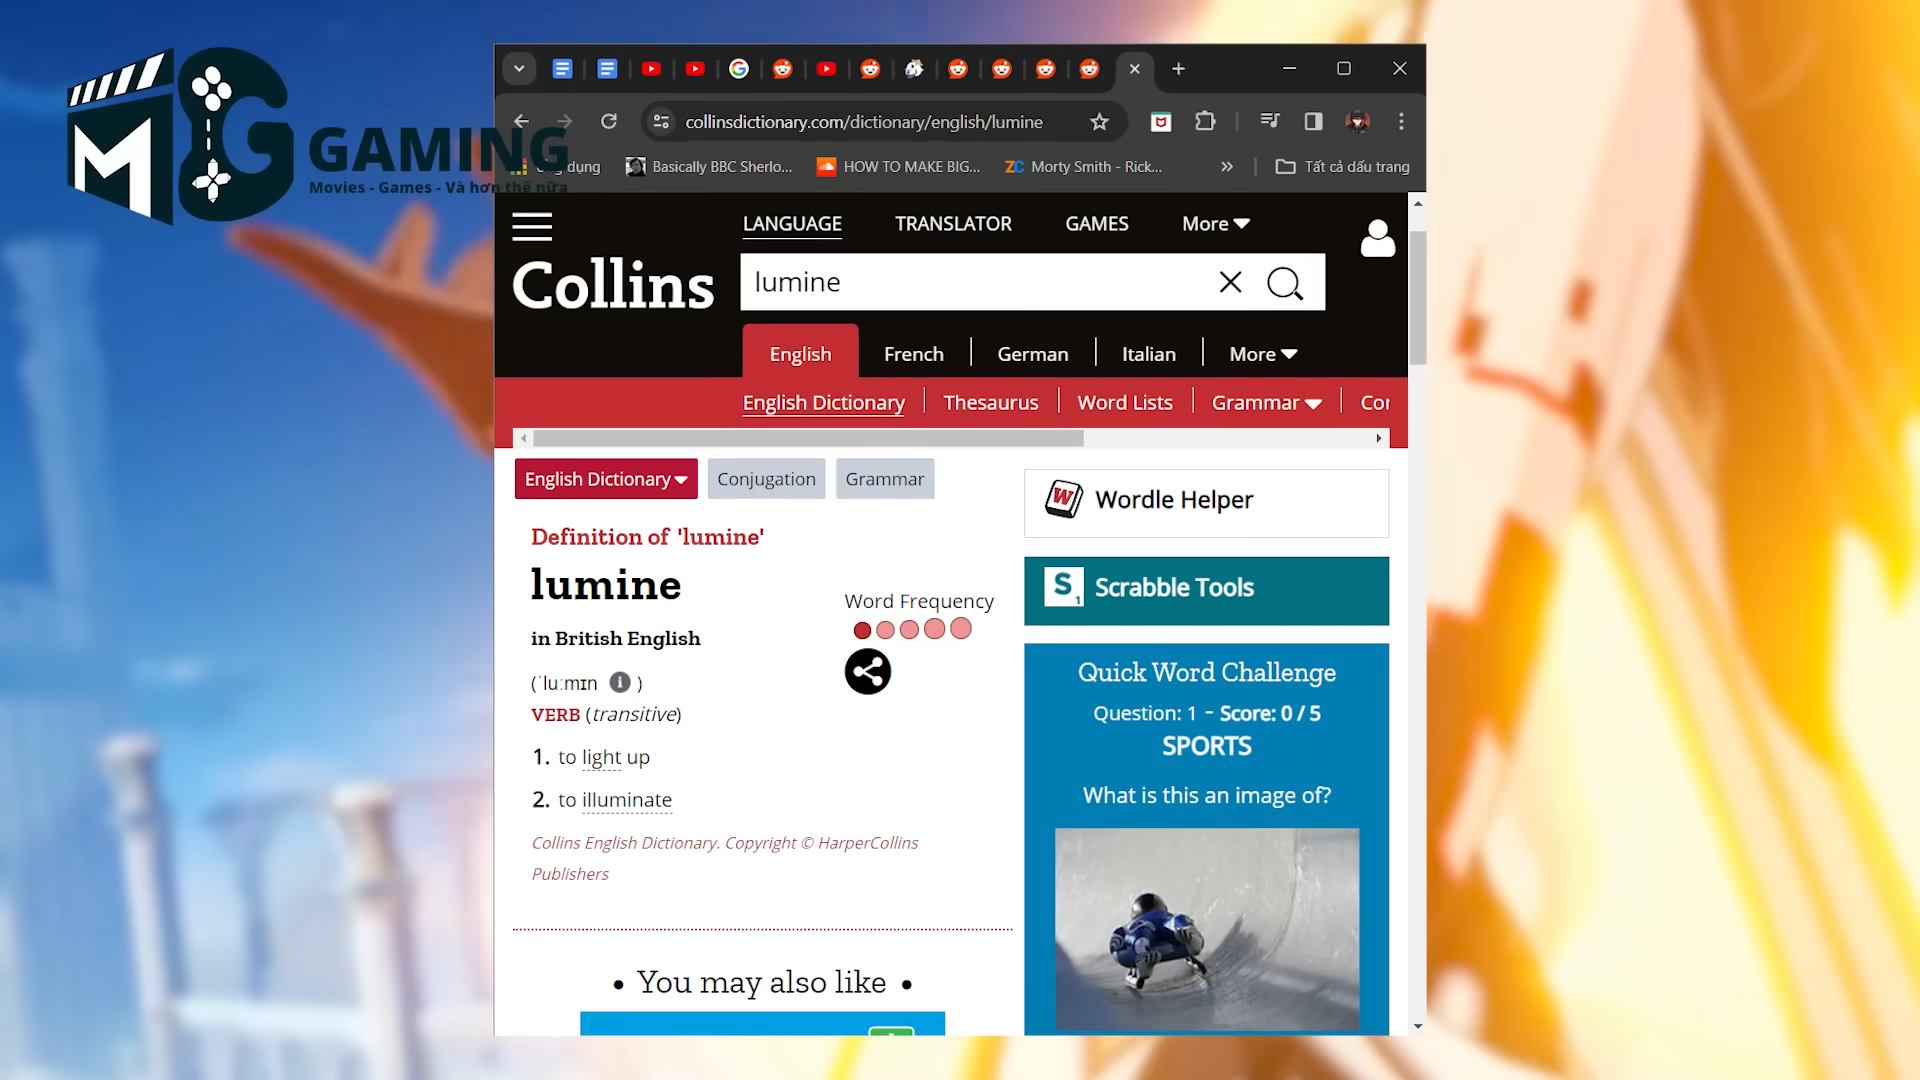 M
GAMING
Movies - Games - Và hơn thế nữa
collinsdictionary.com/dictionary/english/lumine
Basically BBC Sherlo...
HOW TO MAKE BIG...
ZC
Morty Smith - Rick...
Tất cả dấu trang
LANGUAGE
TRANSLATOR
GAMES
More
Collins
lumine
English
French
German
Italian
More
English Dictionary
Thesaurus
Word Lists
Grammar
Cor
English Dictionary
Conjugation
Grammar
W
Wordle Helper
Definition of 'lumine'
lumine
Word Frequency
in British English
(ˈluːmɪn i )
VERB (transitive)
1. to light up
2. to illuminate
Collins English Dictionary. Copyright © HarperCollins
Publishers
You may also like
S1
Scrabble Tools
Quick Word Challenge
Question: 1 - Score: 0 / 5
SPORTS
What is this an image of?